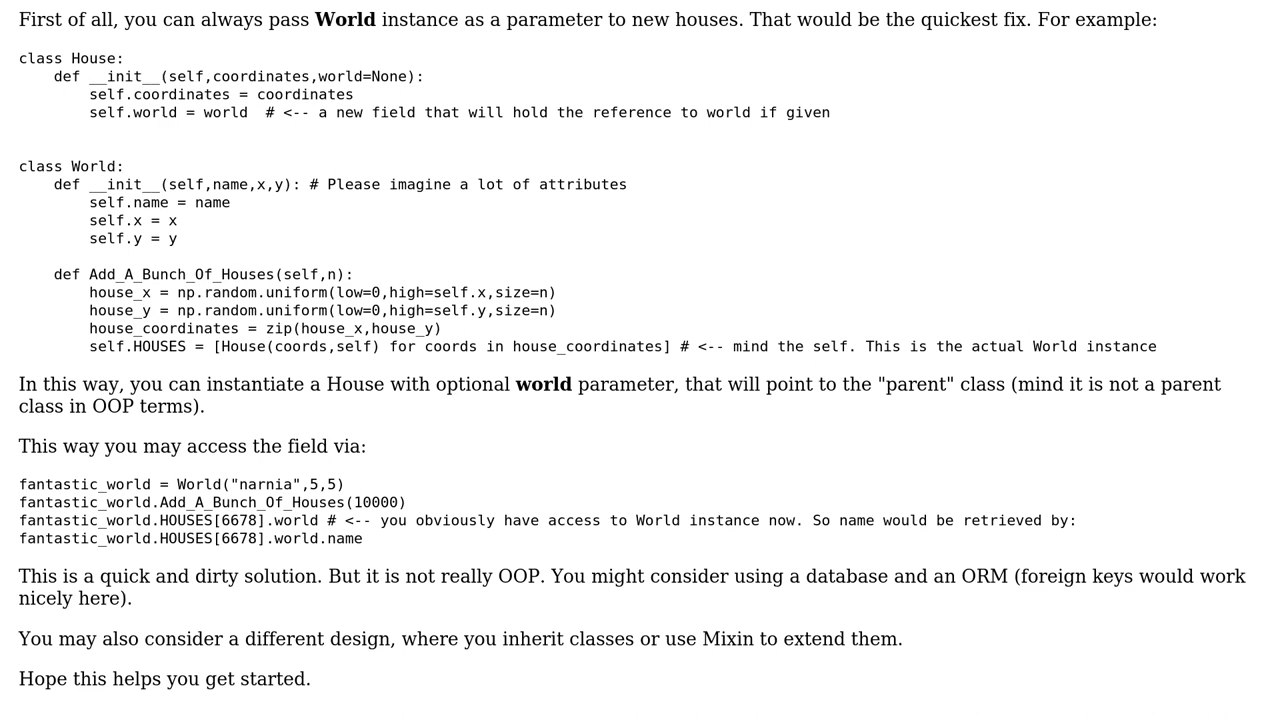 First of all, you can always pass World instance as a parameter to new houses. That would be the quickest fix. For example:
class House:
    def __init__(self,coordinates,world=None):
        self.coordinates = coordinates
        self.world = world  # <-- a new field that will hold the reference to world if given
class World:
    def __init__(self,name,x,y): # Please imagine a lot of attributes
        self.name = name
        self.x = x
        self.y = y
    def Add_A_Bunch_Of_Houses(self,n):
        house_x = np.random.uniform(low=0,high=self.x,size=n)
        house_y = np.random.uniform(low=0,high=self.y,size=n)
        house_coordinates = zip(house_x,house_y)
        self.HOUSES = [House(coords,self) for coords in house_coordinates] # <-- mind the self. This is the actual World instance
In this way, you can instantiate a House with optional world parameter, that will point to the "parent" class (mind it is not a parent
class in OOP terms).
This way you may access the field via:
fantastic_world = World("narnia",5,5)
fantastic_world.Add_A_Bunch_Of_Houses(10000)
fantastic_world.HOUSES[6678].world # <-- you obviously have access to World instance now. So name would be retrieved by:
fantastic_world.HOUSES[6678].world.name
This is a quick and dirty solution. But it is not really OOP. You might consider using a database and an ORM (foreign keys would work
nicely here).
You may also consider a different design, where you inherit classes or use Mixin to extend them.
Hope this helps you get started.